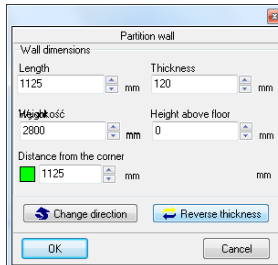 Partition wall
Wall dimensions
Length Thickness
1125 mm 120 mm
Height above floor
2800 mm 0 mm
Distance from the corner
1125 mm mm
Change direction Reverse thickness
OK Cancel